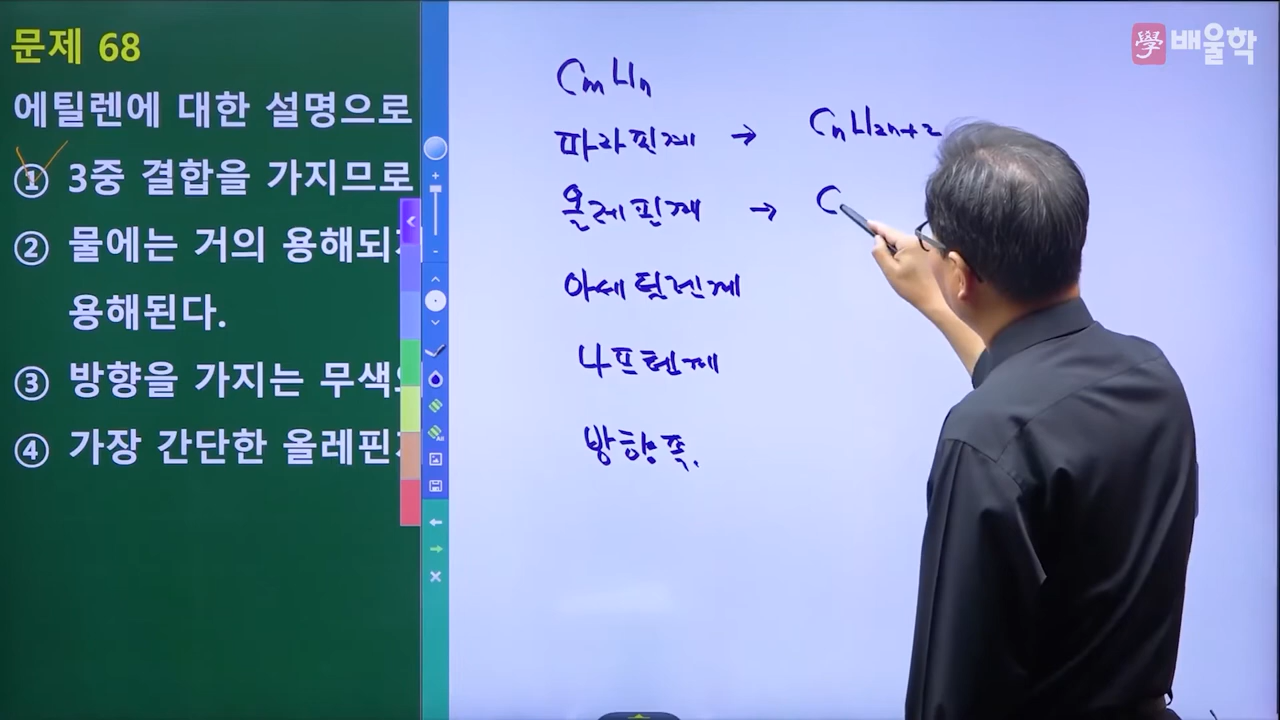 문제 68
에틸렌에 대한 설명으로
① 3중 결합을 가지므로
② 물에는 거의 용해되지
용해된다.
③ 방향을 가지는 무색의
④ 가장 간단한 올레핀계
學 배울학
CmHn
파라핀계 → CnH2n+2
올레핀계 → C
아세틸렌계
나프텐계
방향족.